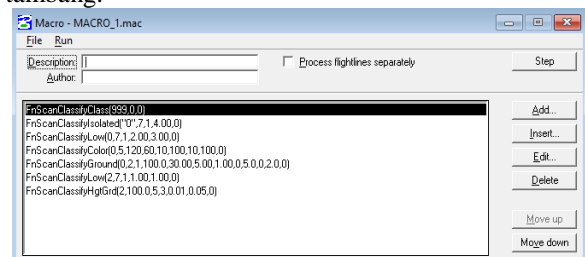 tambang.
Macro - MACRO_1.mac
File Run
Description: Process flightlines separately Step
Author:
FnScanClassifyClass(999,0,0)
FnScanClassifyIsolated("0",7,1,4.00,0)
FnScanClassifyLow(0,7,1,2.00,3.00,0)
FnScanClassifyColor(0,5,120,60,10,100,10,100,0)
FnScanClassifyGround(0,2,1,100.0,30.00,5.00,1.00,0,5.0,0,2.0,0)
FnScanClassifyLow(2,7,1,1.00,1.00,0)
FnScanClassifyHgtGrd(2,100.0,5,3,0.01,0.05,0)
Add...
Insert...
Edit...
Delete
Move up
Move down